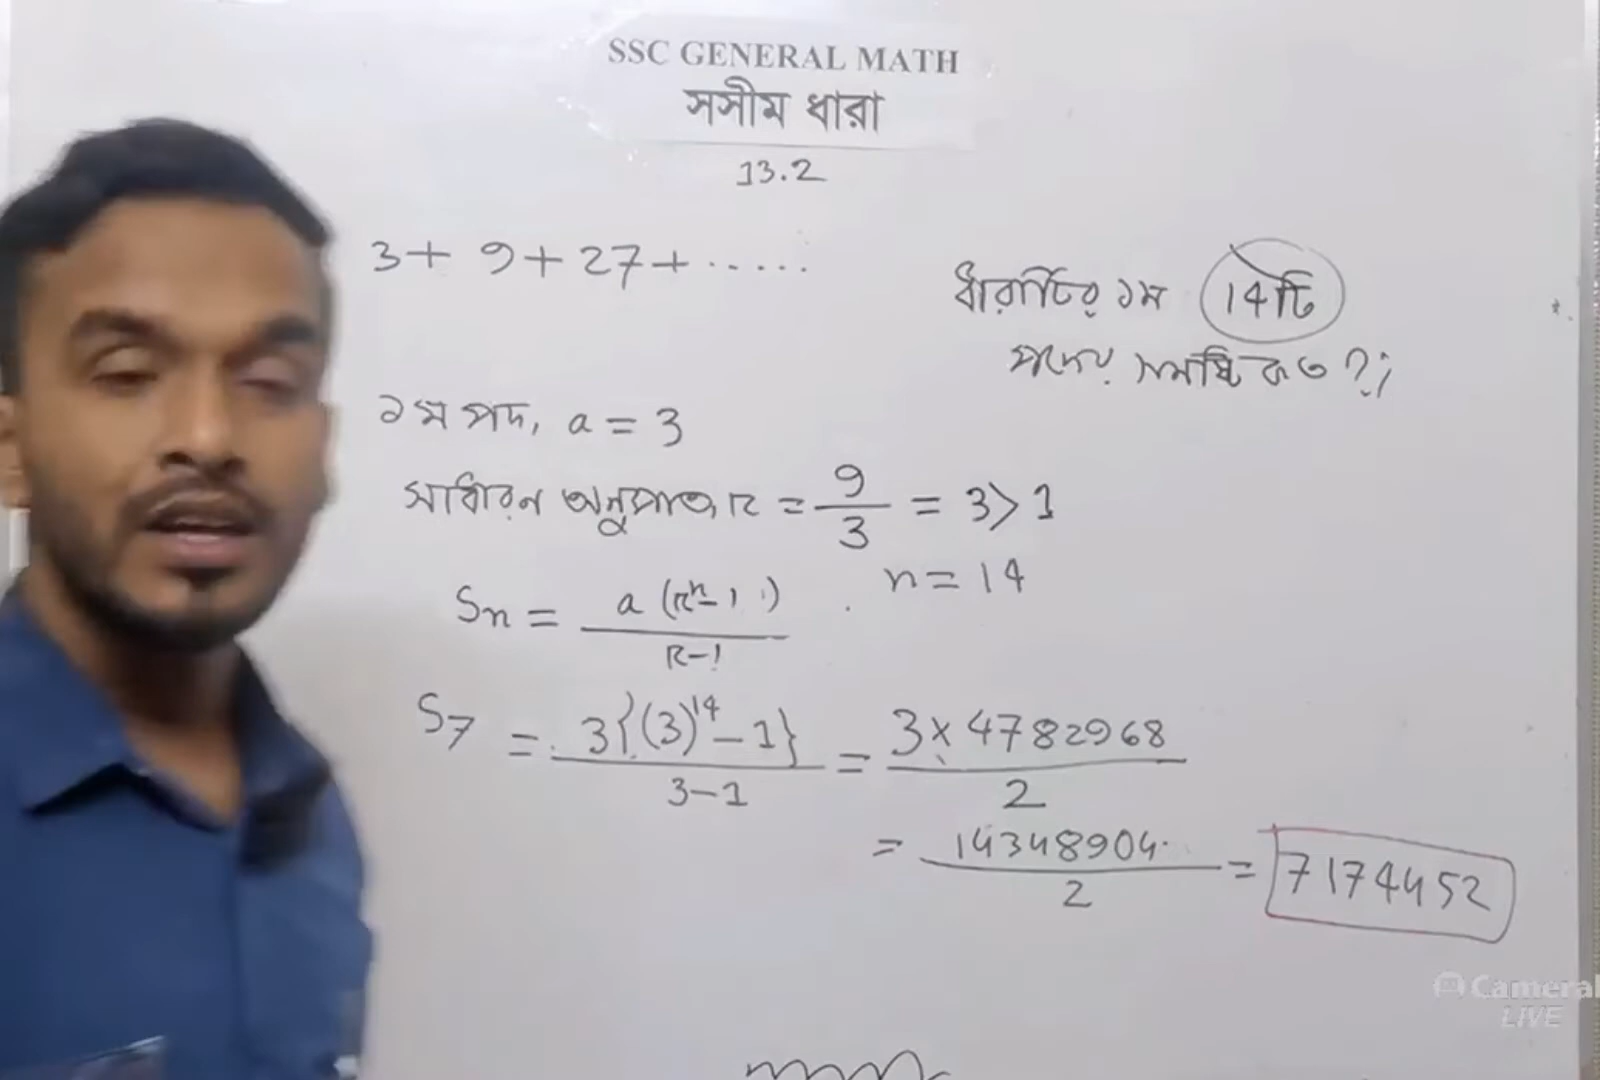 SSC GENERAL MATH
সসীম ধারা
13.2
3 + 9 + 27 + ......
ধারাটির ১ম 14টি
পদের সমষ্টি কত ?;
১ম পদ, a = 3
সাধারন অনুপাত, r = 9/3 = 3 > 1
n = 14
Sn = a (r^n - 1) / r - 1
S7 = 3{(3)^14 - 1} / 3 - 1 = 3 × 4782968 / 2
= 14348904 / 2 = 7174452
Camera
LIVE